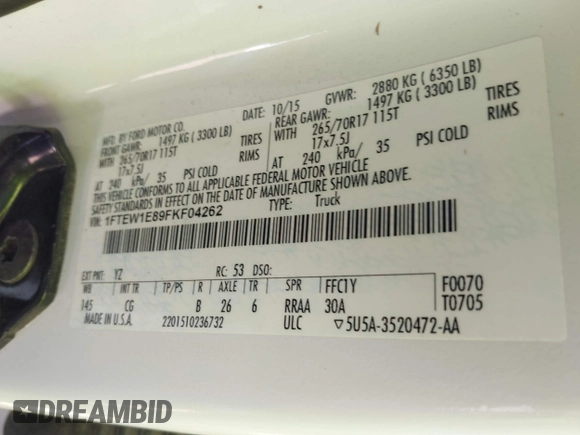 MFD. BY FORD MOTOR CO.
DATE: 10/15 GVWR: 2880 KG ( 6350 LB)
FRONT GAWR: 1497 KG ( 3300 LB) REAR GAWR: 1497 KG ( 3300 LB)
WITH 265/70R17 115T TIRES WITH 265/70R17 115T TIRES
17x7.5J RIMS 17x7.5J RIMS
AT 240 kPa/ 35 PSI COLD AT 240 kPa/ 35 PSI COLD
THIS VEHICLE CONFORMS TO ALL APPLICABLE FEDERAL MOTOR VEHICLE
SAFETY STANDARDS IN EFFECT ON THE DATE OF MANUFACTURE SHOWN ABOVE.
VIN: 1FTEW1E89FKF04262 TYPE: Truck
EXT PNT: YZ RC: 53 DSO:
WB INT TR TP/PS R AXLE TR SPR FFC1Y F0070
145 CG B 26 6 RRAA 30A T0705
MADE IN U.S.A. 2201510236732 ULC ▽5U5A-3520472-AA
DREAMBID